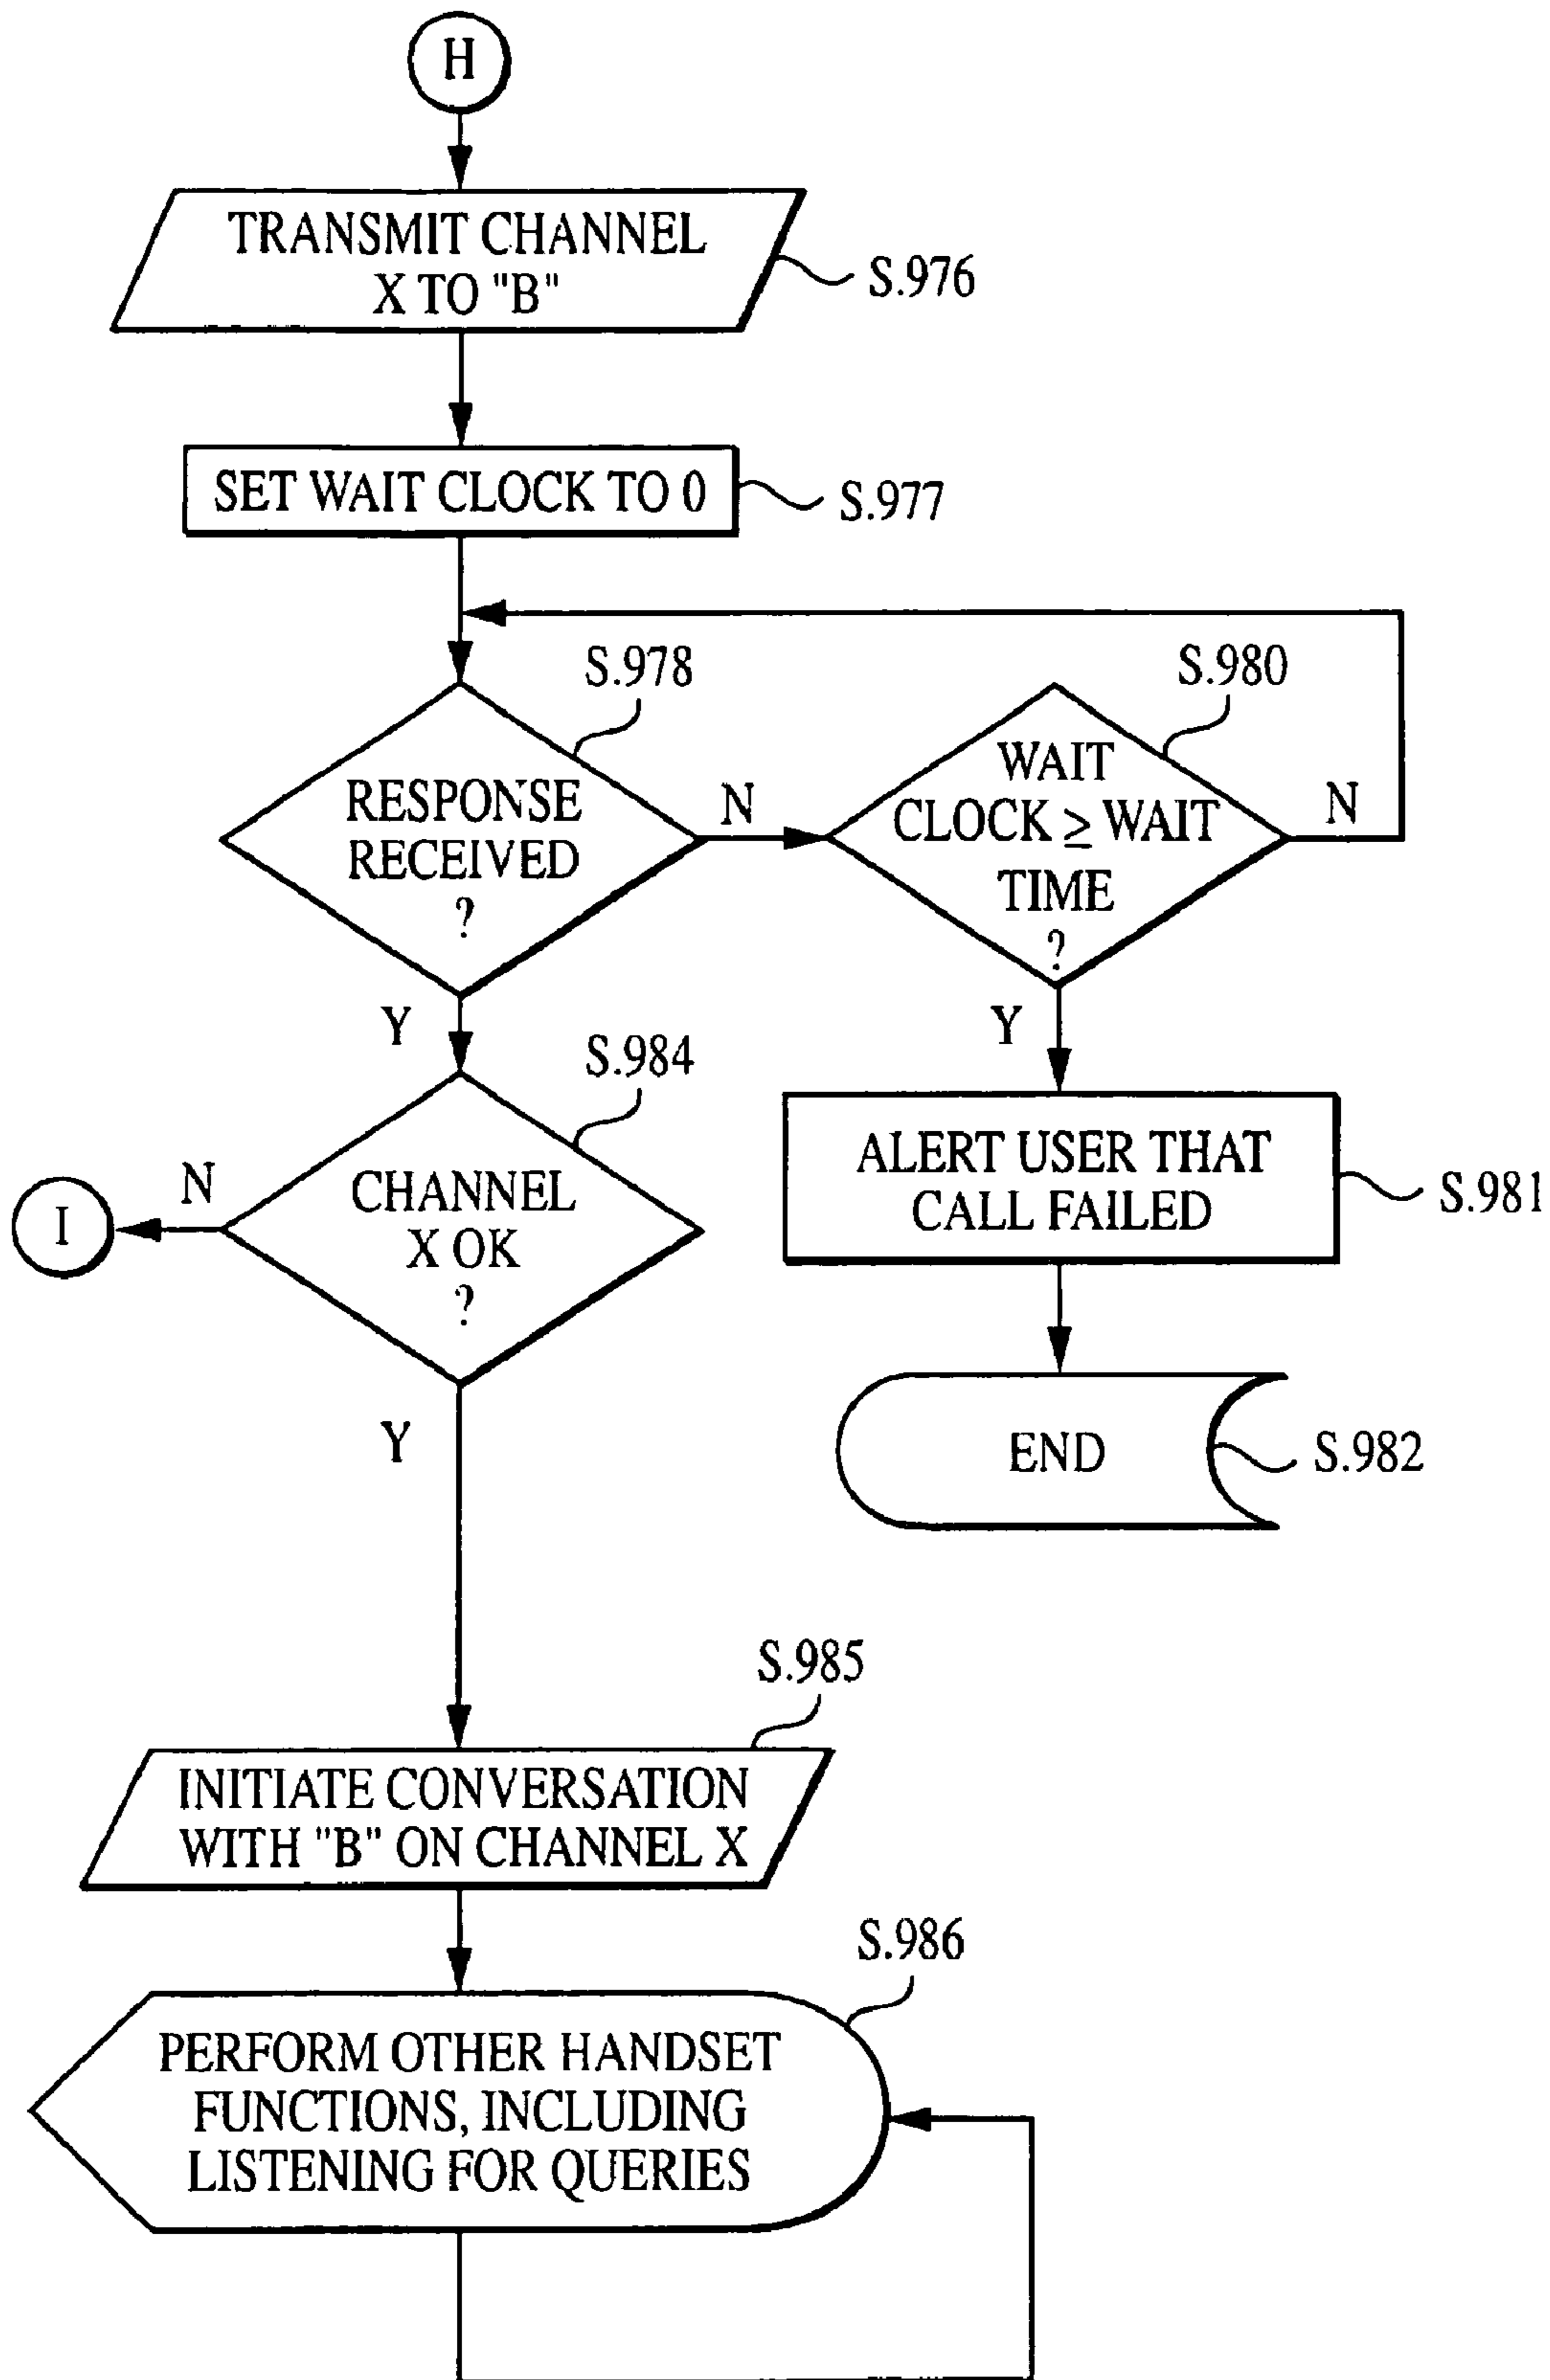 H
TRANSMIT CHANNEL
X TO "B"
S.976
SET WAIT CLOCK TO 0
S.977
S.978
RESPONSE
RECEIVED
?
N
S.980
WAIT
CLOCK ≥ WAIT
TIME
?
N
Y
Y
S.984
CHANNEL
X OK
?
N
I
ALERT USER THAT
CALL FAILED
S.981
END
S.982
Y
S.985
INITIATE CONVERSATION
WITH "B" ON CHANNEL X
S.986
PERFORM OTHER HANDSET
FUNCTIONS, INCLUDING
LISTENING FOR QUERIES